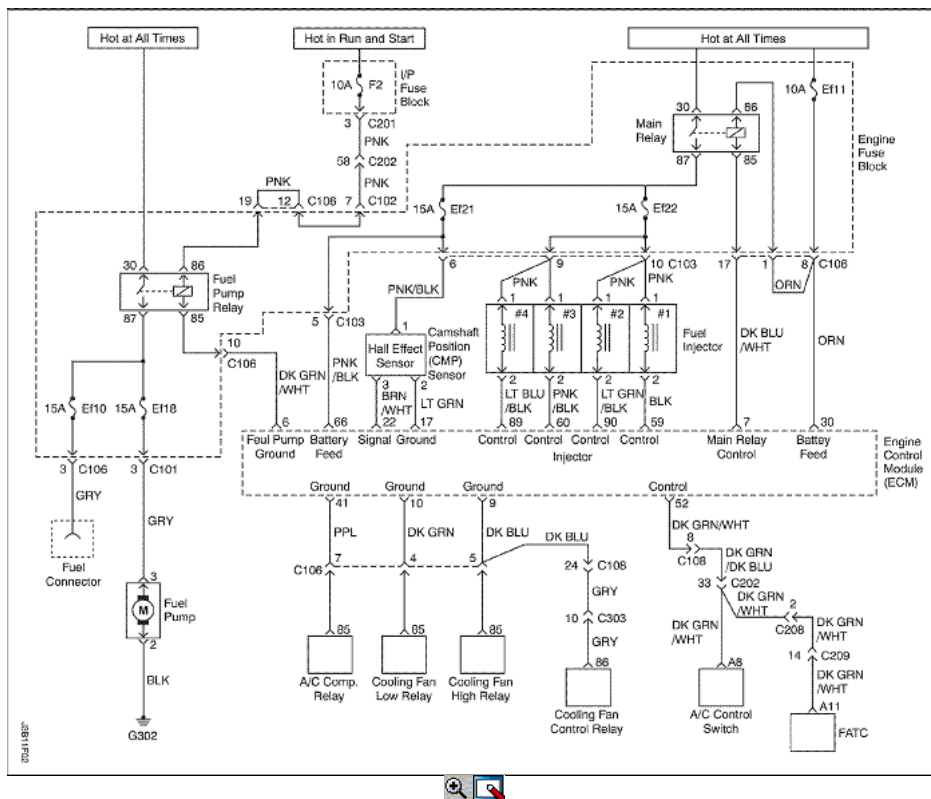 Hot at All Times
Hot in Run and Start
Hot at All Times
10A F2
I/P
Fuse
Block
3 C201
PNK
58 C202
PNK
19 12 C106 7 C102
PNK
30 86
Main
Relay
87 85
10A Ef11
Engine
Fuse
Block
15A Ef21
15A Ef22
30 86
Fuel
Pump
Relay
87 85
6 9 10 C103 17 1 8 C106
PNK PNK PNK
ORN
PNK/BLK
5 C103
10
C106
1
Hall Effect
Sensor
Camshaft
Position
(CMP)
Sensor
3 2
1 1 1 1
#4 #3 #2 #1
Fuel
Injector
2 2 2 2
DK BLU
/WHT
ORN
15A Ef10 15A Ef18
DK GRN
/WHT
PNK
/BLK
BRN
/WHT
LT GRN
LT BLU
/BLK
PNK
/BLK
LT GRN
/BLK
BLK
6 66 22 17 89 60 90 59 7 30
Feul Pump
Ground
Battery
Feed
Signal Ground
Control Control Control Control
Injector
Main Relay
Control
Battey
Feed
Engine
Control
Module
(ECM)
3 C106 3 C101
GRY
GRY
Fuel
Connector
3
M
Fuel
Pump
2
BLK
G302
Ground Ground Ground Control
41 10 9 52
PPL DK GRN DK BLU
DK BLU
C106 7 4 5
24 C108
GRY
10 C303
GRY
85 85 85 86
A/C Comp.
Relay
Cooling Fan
Low Relay
Cooling Fan
High Relay
Cooling Fan
Control Relay
DK GRN/WHT
8
C108
DK GRN
/DK BLU
33 C202
DK GRN
/WHT
2
C208
DK GRN
/WHT
DK GRN
/WHT
14 C209
DK GRN
/WHT
A8
A/C Control
Switch
A11
FATC